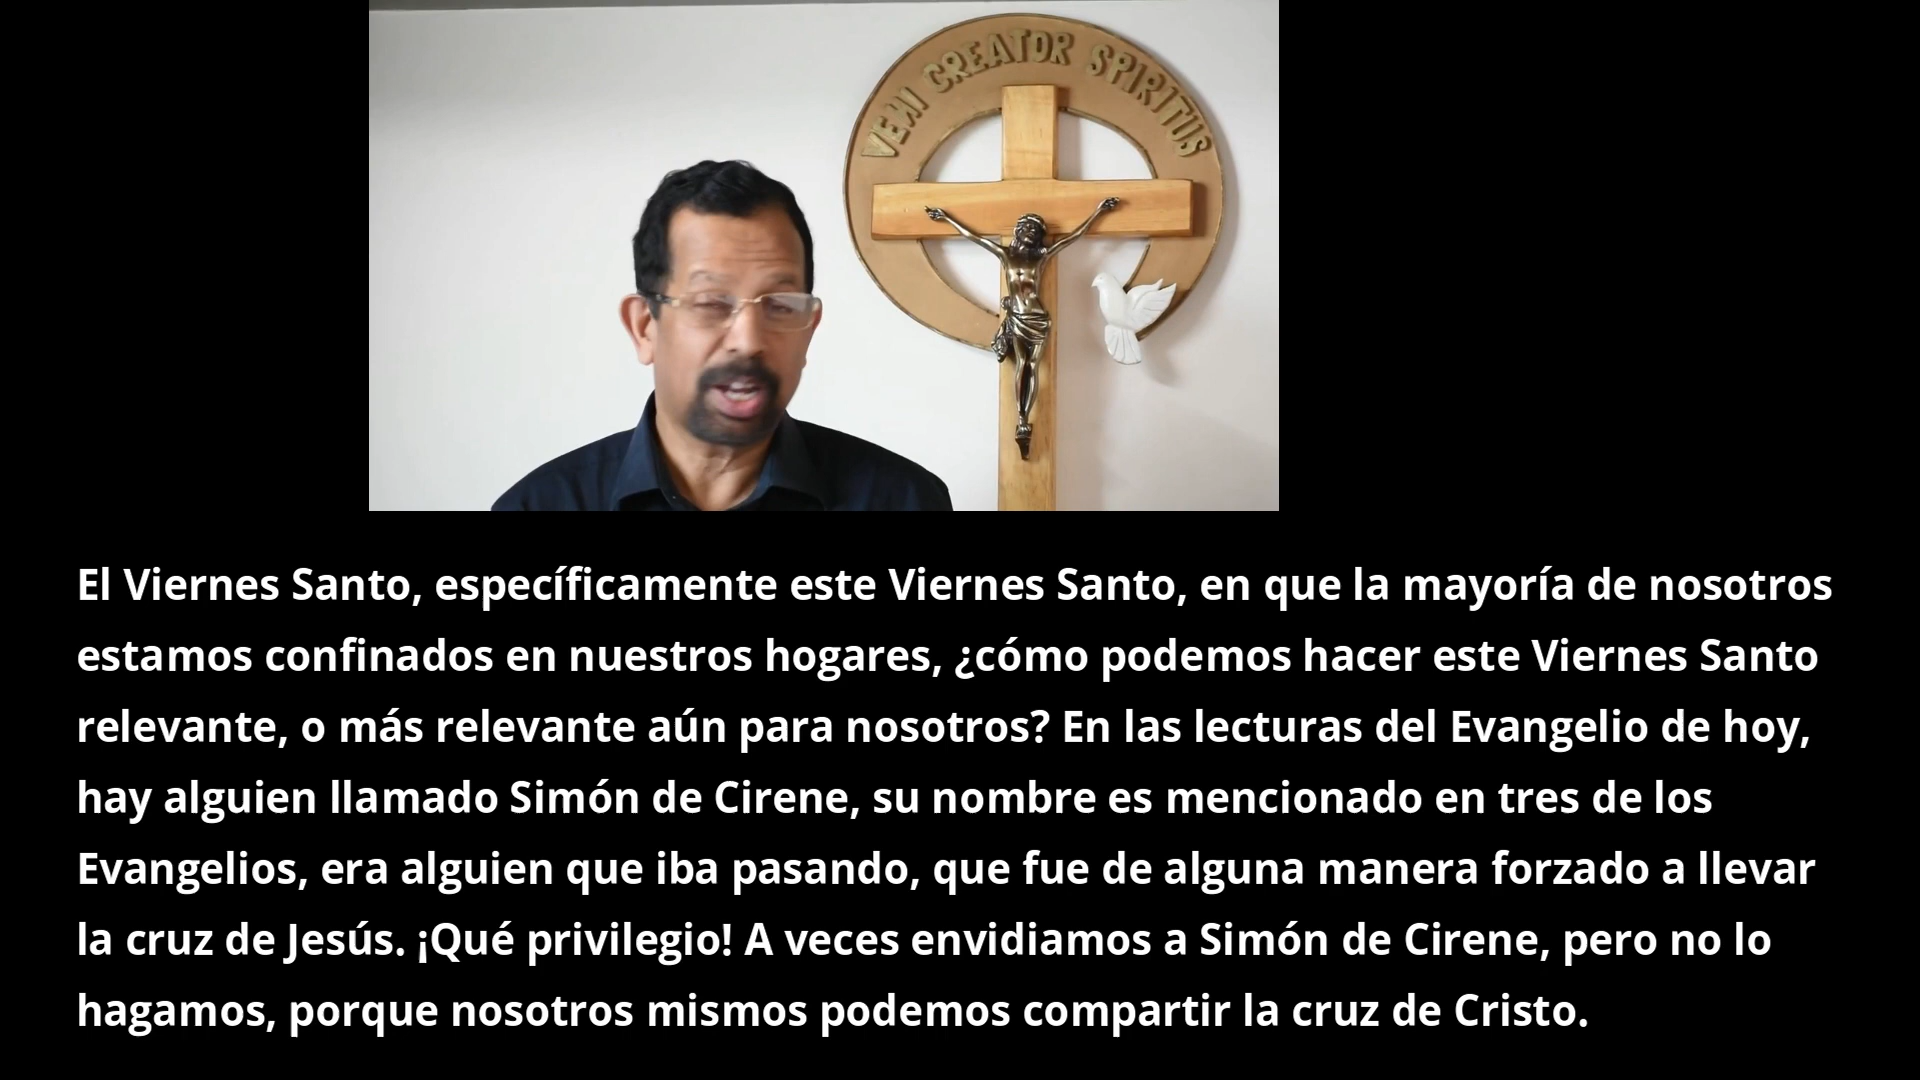 VENI CREATOR SPIRITUS
El Viernes Santo, específicamente este Viernes Santo, en que la mayoría de nosotros
estamos confinados en nuestros hogares, ¿cómo podemos hacer este Viernes Santo
relevante, o más relevante aún para nosotros? En las lecturas del Evangelio de hoy,
hay alguien llamado Simón de Cirene, su nombre es mencionado en tres de los
Evangelios, era alguien que iba pasando, que fue de alguna manera forzado a llevar
la cruz de Jesús. ¡Qué privilegio! A veces envidiamos a Simón de Cirene, pero no lo
hagamos, porque nosotros mismos podemos compartir la cruz de Cristo.